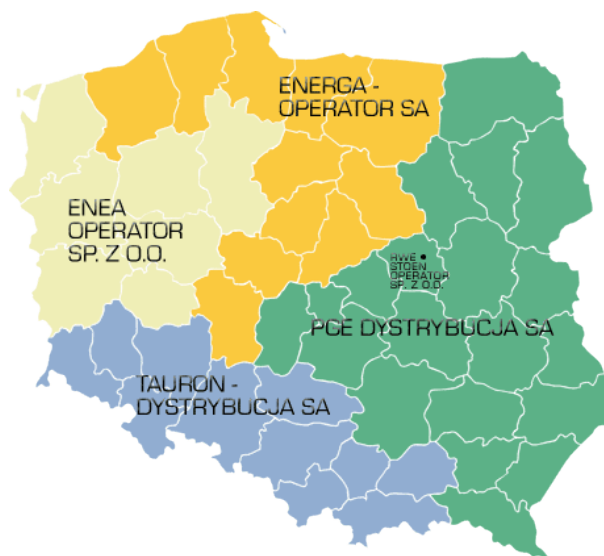 ENERGA -
OPERATOR SA
ENEA
OPERATOR
SP. Z O.O.
RWE
STOEN
OPERATOR
SP. Z O.O.
PGE DYSTRYBUCJA SA
TAURON -
DYSTRYBUCJA SA